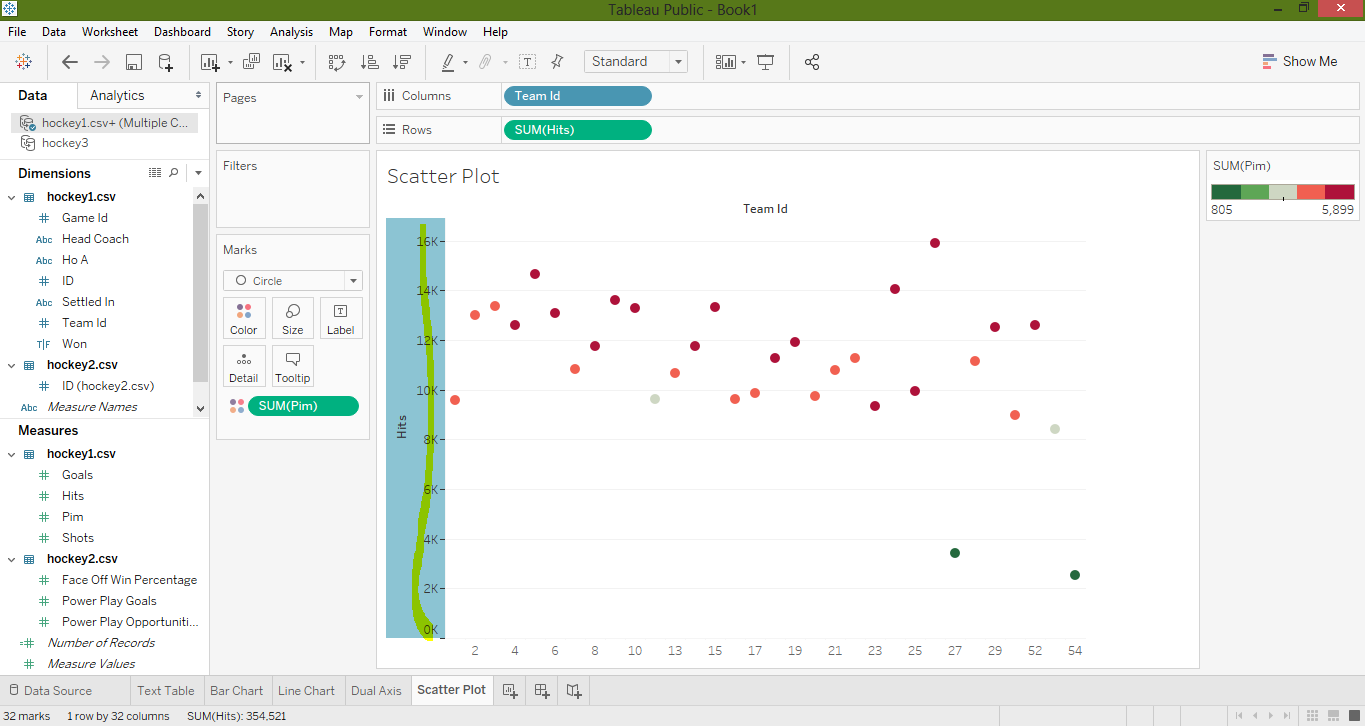 Tableau Public - Book1
File Data Worksheet Dashboard Story Analysis Map Format Window Help
Standard
Show Me
Data Analytics
hockey1.csv+ (Multiple C...
hockey3
Dimensions
hockey1.csv
# Game Id
Abc Head Coach
Abc Ho A
# ID
Abc Settled In
# Team Id
T|F Won
hockey2.csv
# ID (hockey2.csv)
Abc Measure Names
Measures
hockey1.csv
# Goals
# Hits
# Pim
# Shots
hockey2.csv
# Face Off Win Percentage
# Power Play Goals
# Power Play Opportuniti...
=# Number of Records
# Measure Values
Pages
Filters
Marks
Circle
Color Size Label
Detail Tooltip
SUM(Pim)
Columns Team Id
Rows SUM(Hits)
Scatter Plot
Team Id
Hits
16K
14K
12K
10K
8K
6K
4K
2K
0K
2 4 6 8 10 13 15 17 19 21 23 25 27 29 52 54
SUM(Pim)
805 5,899
Data Source Text Table Bar Chart Line Chart Dual Axis Scatter Plot
32 marks 1 row by 32 columns SUM(Hits): 354,521